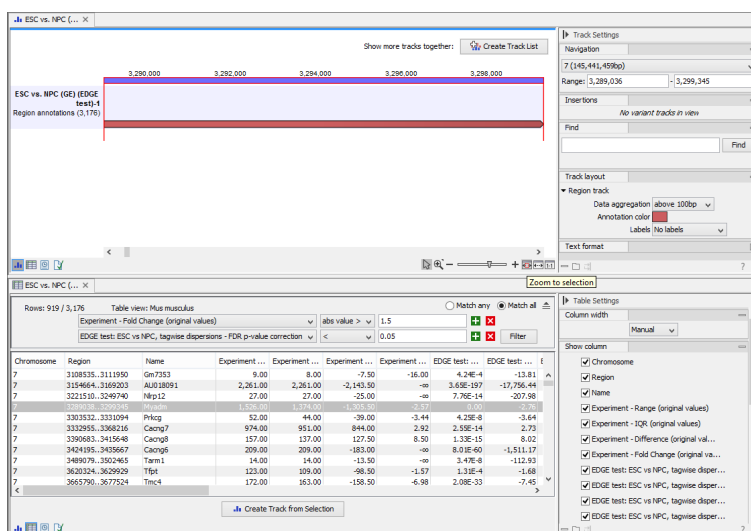 ESC vs. NPC (... ×
Show more tracks together: Create Track List
3,290,000 3,292,000 3,294,000 3,296,000 3,298,000
ESC vs. NPC (GE) (EDGE
test)-1
Region annotations (3,176)
Zoom to selection
Track Settings
Navigation
7 (145,441,459bp)
Range: 3,289,036 - 3,299,345
Insertions
No variant tracks in view
Find
Find
Track layout
Region track
Data aggregation above 100bp
Annotation color
Labels No labels
Text format
ESC vs. NPC (... ×
Rows: 919 / 3,176 Table view: Mus musculus Match any Match all
Experiment - Fold Change (original values) abs value > 1.5
EDGE test: ESC vs NPC, tagwise dispersions - FDR p-value correction < 0.05 Filter
Chromosome Region Name Experiment ... Experiment ... Experiment ... Experiment ... EDGE test: ... EDGE test: ... E
7 3108535..3111950 Gm7353 9.00 8.00 -7.50 -16.00 4.24E-4 -13.81
7 3154664..3169203 AU018091 2,261.00 2,261.00 -2,143.50 -∞ 3.65E-197 -17,756.44
7 3221510..3249740 Nlrp12 27.00 27.00 -25.00 -∞ 7.76E-14 -207.98
7 3289036..3299345 Myadm 1,526.00 1,374.00 -1,305.50 -2.57 0.00 -2.76
7 3303532..3331094 Prkcg 52.00 44.00 -39.00 -3.44 4.25E-8 -3.64
7 3332955..3368216 Cacng7 974.00 951.00 844.00 2.92 2.55E-14 2.73
7 3390683..3415648 Cacng8 157.00 137.00 127.50 8.50 1.33E-15 8.02
7 3424195..3435667 Cacng6 209.00 209.00 -183.00 -∞ 8.01E-60 -1,511.17
7 3489079..3502465 Tarm1 14.00 14.00 -13.50 -∞ 3.47E-8 -112.93
7 3620324..3629929 Tfpt 123.00 109.00 -98.50 -1.57 1.31E-4 -1.68
7 3665790..3677524 Tmc4 172.00 163.00 -158.50 -6.98 2.08E-33 -7.45
Create Track from Selection
Table Settings
Column width
Manual
Show column
Chromosome
Region
Name
Experiment - Range (original values)
Experiment - IQR (original values)
Experiment - Difference (original val...
Experiment - Fold Change (original va...
EDGE test: ESC vs NPC, tagwise disper...
EDGE test: ESC vs NPC, tagwise disper...
EDGE test: ESC vs NPC, tagwise disper...
EDGE test: ESC vs NPC, tagwise disper...